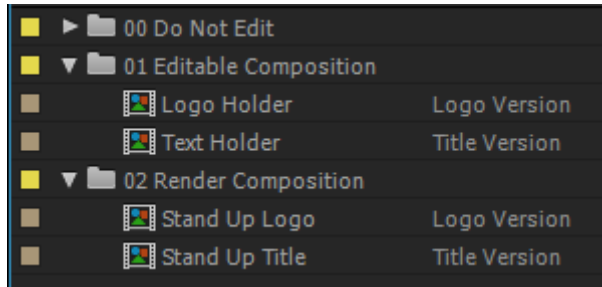 00 Do Not Edit
01 Editable Composition
Logo Holder Logo Version
Text Holder Title Version
02 Render Composition
Stand Up Logo Logo Version
Stand Up Title Title Version